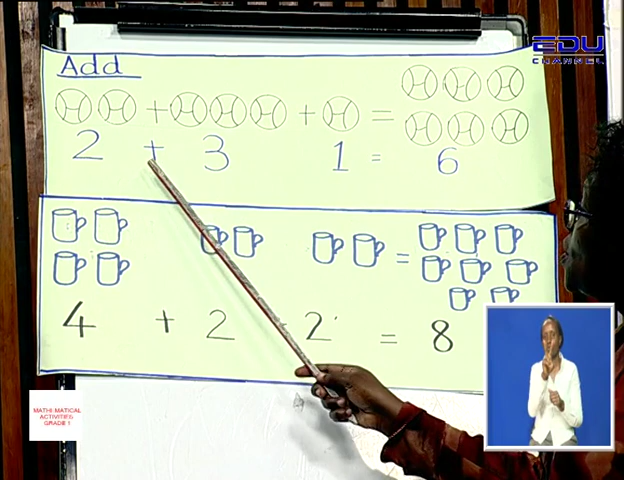 EDU
CHANNEL
Add
+ + =
2 + 3 1 = 6
=
4 + 2 2 = 8
MATHEMATICAL
ACTIVITIES
GRADE 1